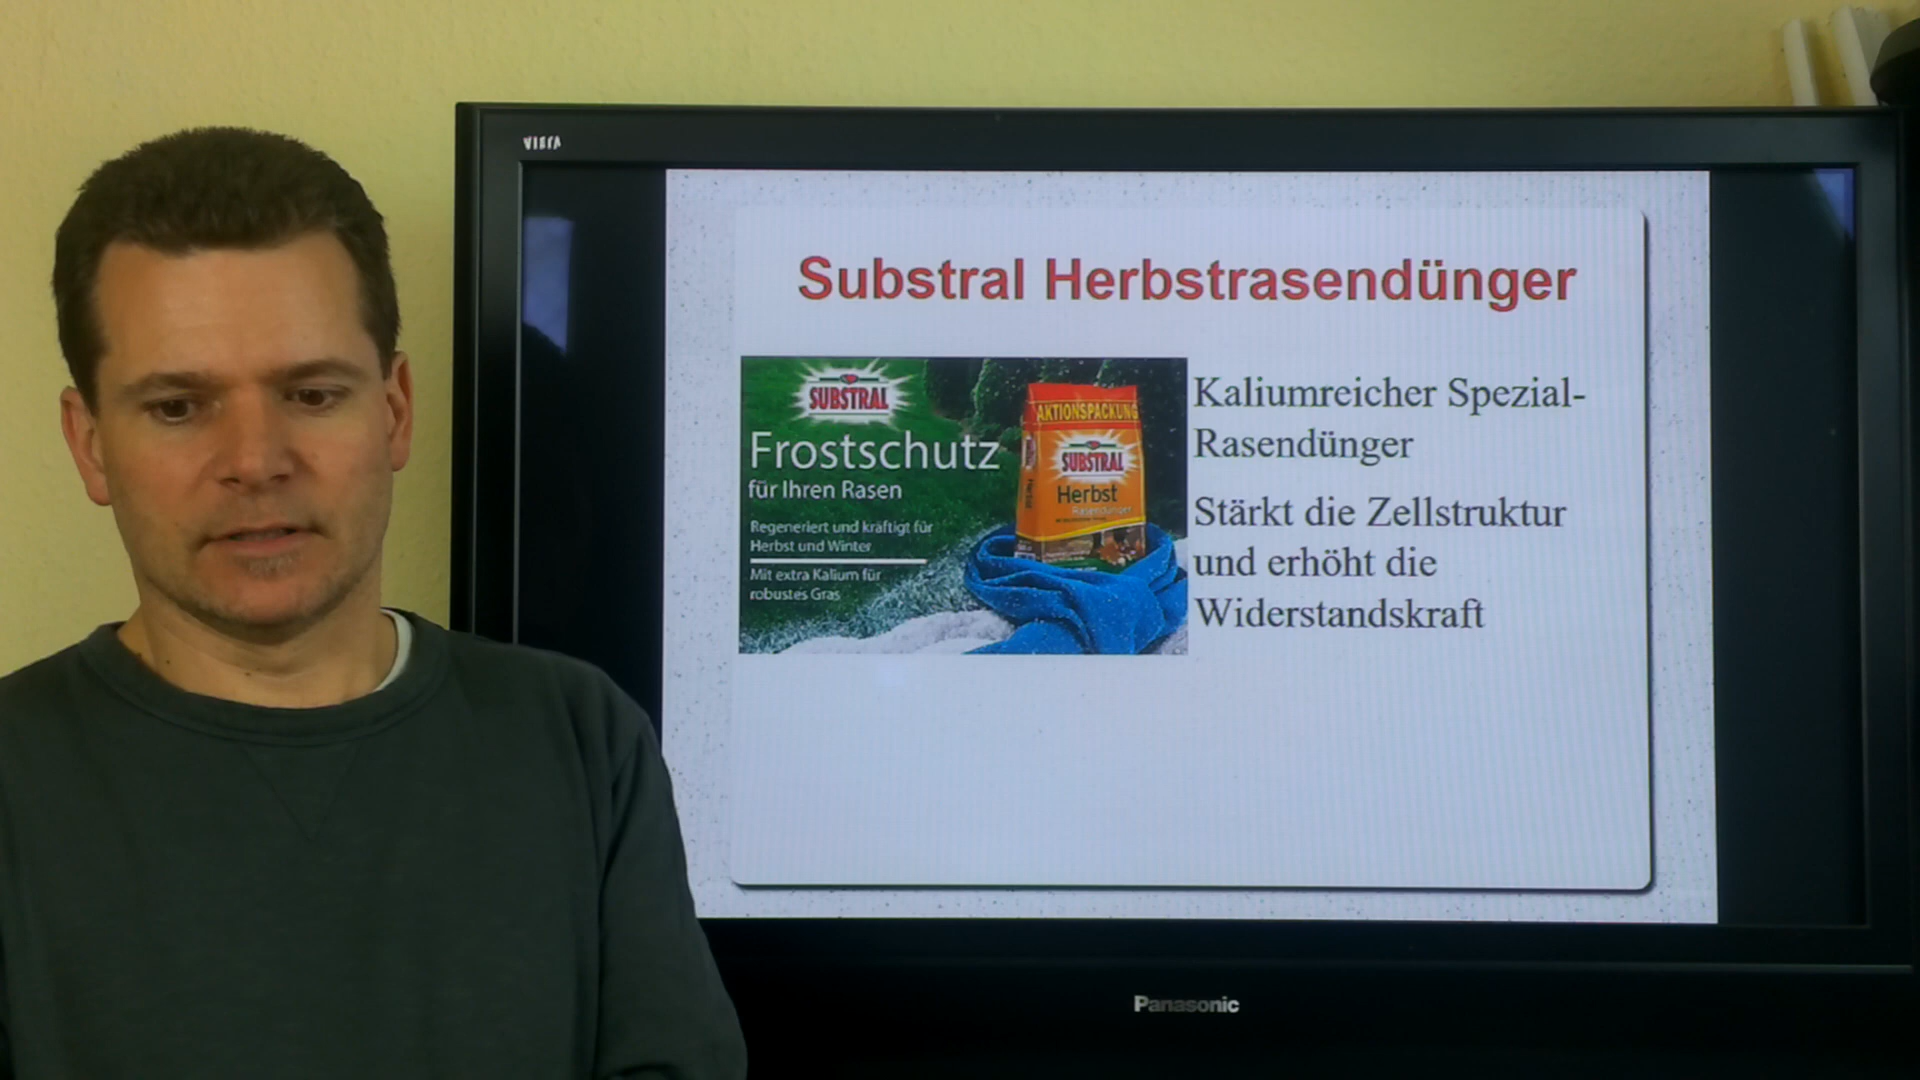 VIERA
Substral Herbstrasendünger
SUBSTRAL
Frostschutz
für Ihren Rasen
Regeneriert und kräftigt für
Herbst und Winter
Mit extra Kalium für
robustes Gras
AKTIONSPACKUNG
SUBSTRAL
Herbst
Rasendünger
Kaliumreicher Spezial-
Rasendünger
Stärkt die Zellstruktur
und erhöht die
Widerstandskraft
Panasonic